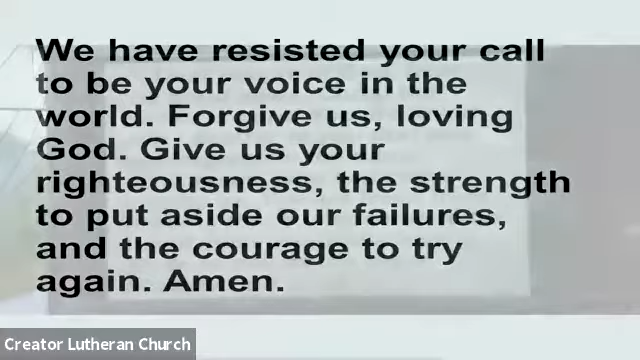 We have resisted your call
to be your voice in the
world. Forgive us, loving
God. Give us your
righteousness, the strength
to put aside our failures,
and the courage to try
again. Amen.
Creator Lutheran Church